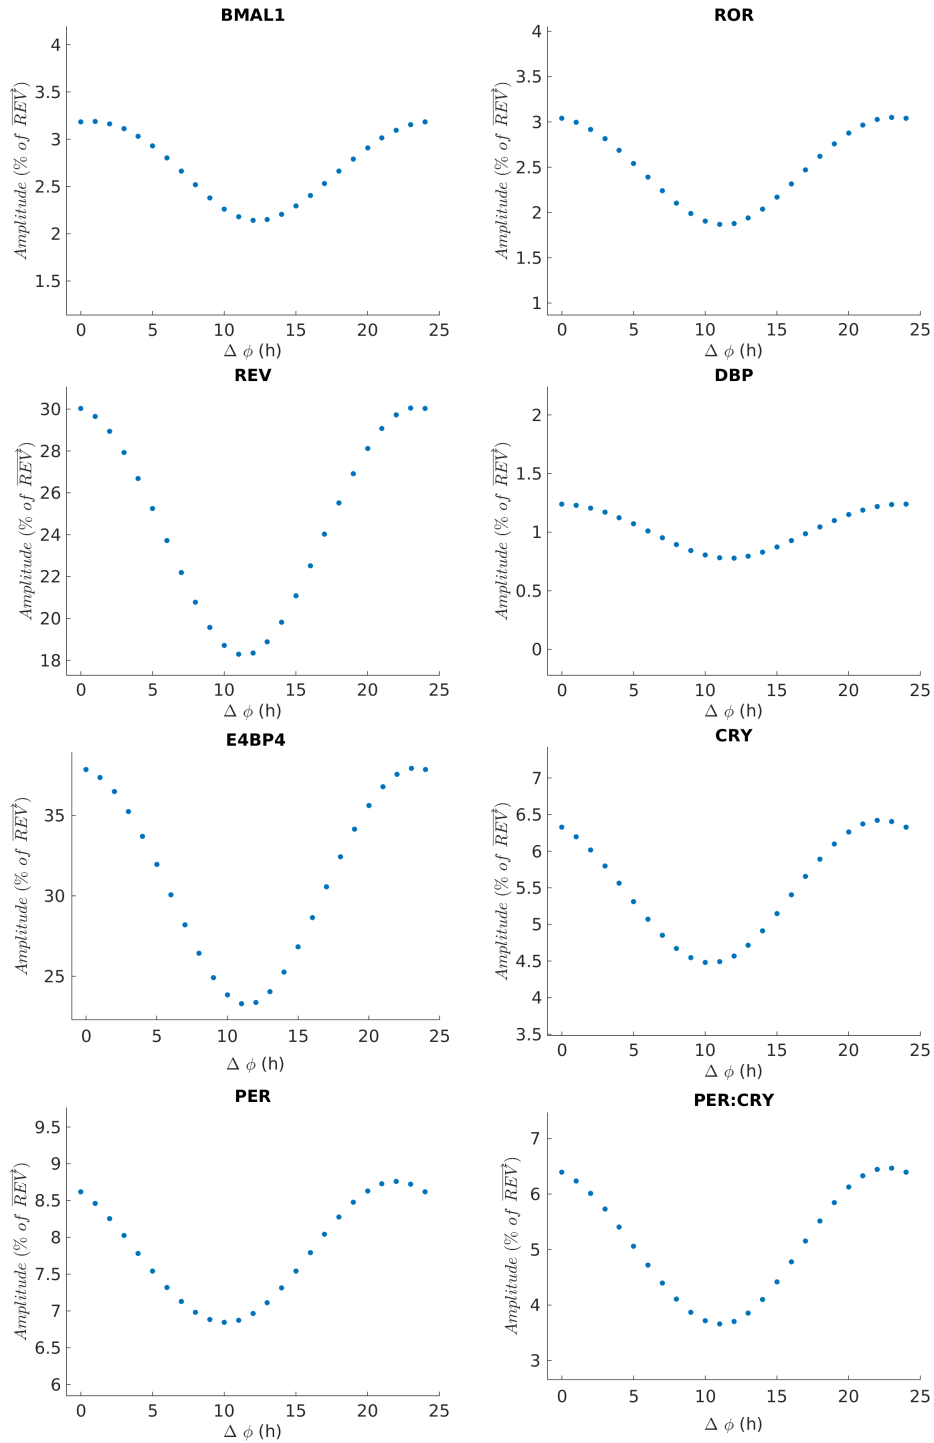 BMAL1
4
3.5
3
2.5
2
1.5
0 5 10 15 20 25
Δ ϕ (h)
Amplitude (% of REV)
ROR
4
3.5
3
2.5
2
1.5
1
0 5 10 15 20 25
Δ ϕ (h)
Amplitude (% of REV)
REV
30
28
26
24
22
20
18
0 5 10 15 20 25
Δ ϕ (h)
Amplitude (% of REV)
DBP
2
1.5
1
0.5
0
0 5 10 15 20 25
Δ ϕ (h)
Amplitude (% of REV)
E4BP4
35
30
25
0 5 10 15 20 25
Δ ϕ (h)
Amplitude (% of REV)
CRY
7
6.5
6
5.5
5
4.5
4
3.5
0 5 10 15 20 25
Δ ϕ (h)
Amplitude (% of REV)
PER
9.5
9
8.5
8
7.5
7
6.5
6
0 5 10 15 20 25
Δ ϕ (h)
Amplitude (% of REV)
PER:CRY
7
6
5
4
3
0 5 10 15 20 25
Δ ϕ (h)
Amplitude (% of REV)